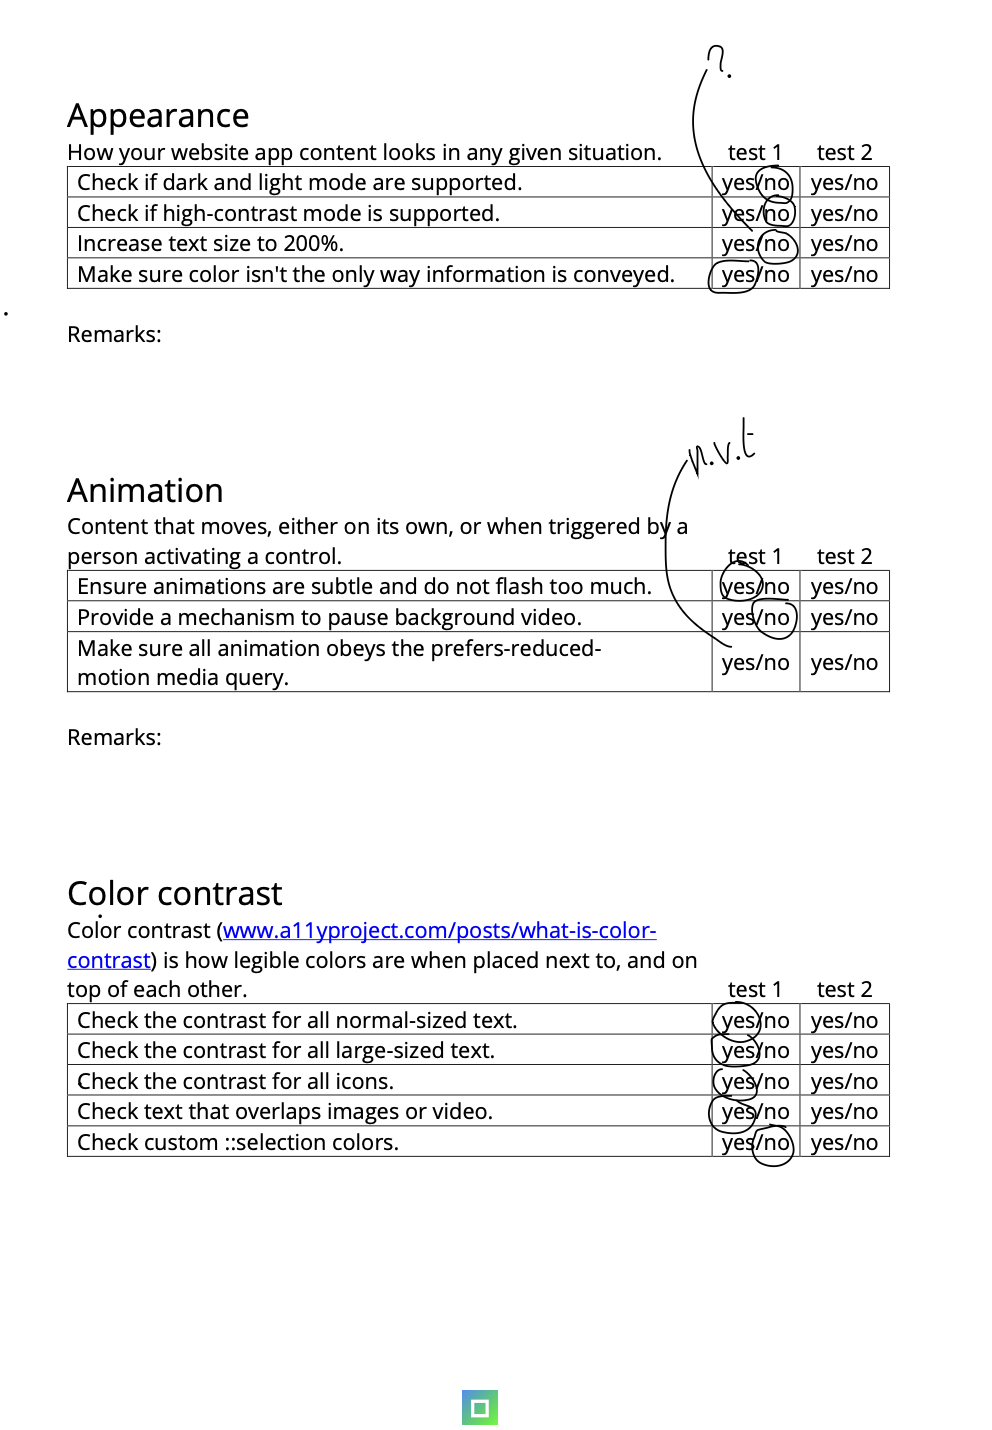 ?.
Appearance
How your website app content looks in any given situation. test 1 test 2
Check if dark and light mode are supported. yes/no yes/no
Check if high-contrast mode is supported. yes/no yes/no
Increase text size to 200%. yes/no yes/no
Make sure color isn't the only way information is conveyed. yes/no yes/no
Remarks:
n.v.t
Animation
Content that moves, either on its own, or when triggered by a
person activating a control. test 1 test 2
Ensure animations are subtle and do not flash too much. yes/no yes/no
Provide a mechanism to pause background video. yes/no yes/no
Make sure all animation obeys the prefers-reduced-
motion media query. yes/no yes/no
Remarks:
Color contrast
Color contrast (www.a11yproject.com/posts/what-is-color-
contrast) is how legible colors are when placed next to, and on
top of each other. test 1 test 2
Check the contrast for all normal-sized text. yes/no yes/no
Check the contrast for all large-sized text. yes/no yes/no
Check the contrast for all icons. yes/no yes/no
Check text that overlaps images or video. yes/no yes/no
Check custom ::selection colors. yes/no yes/no